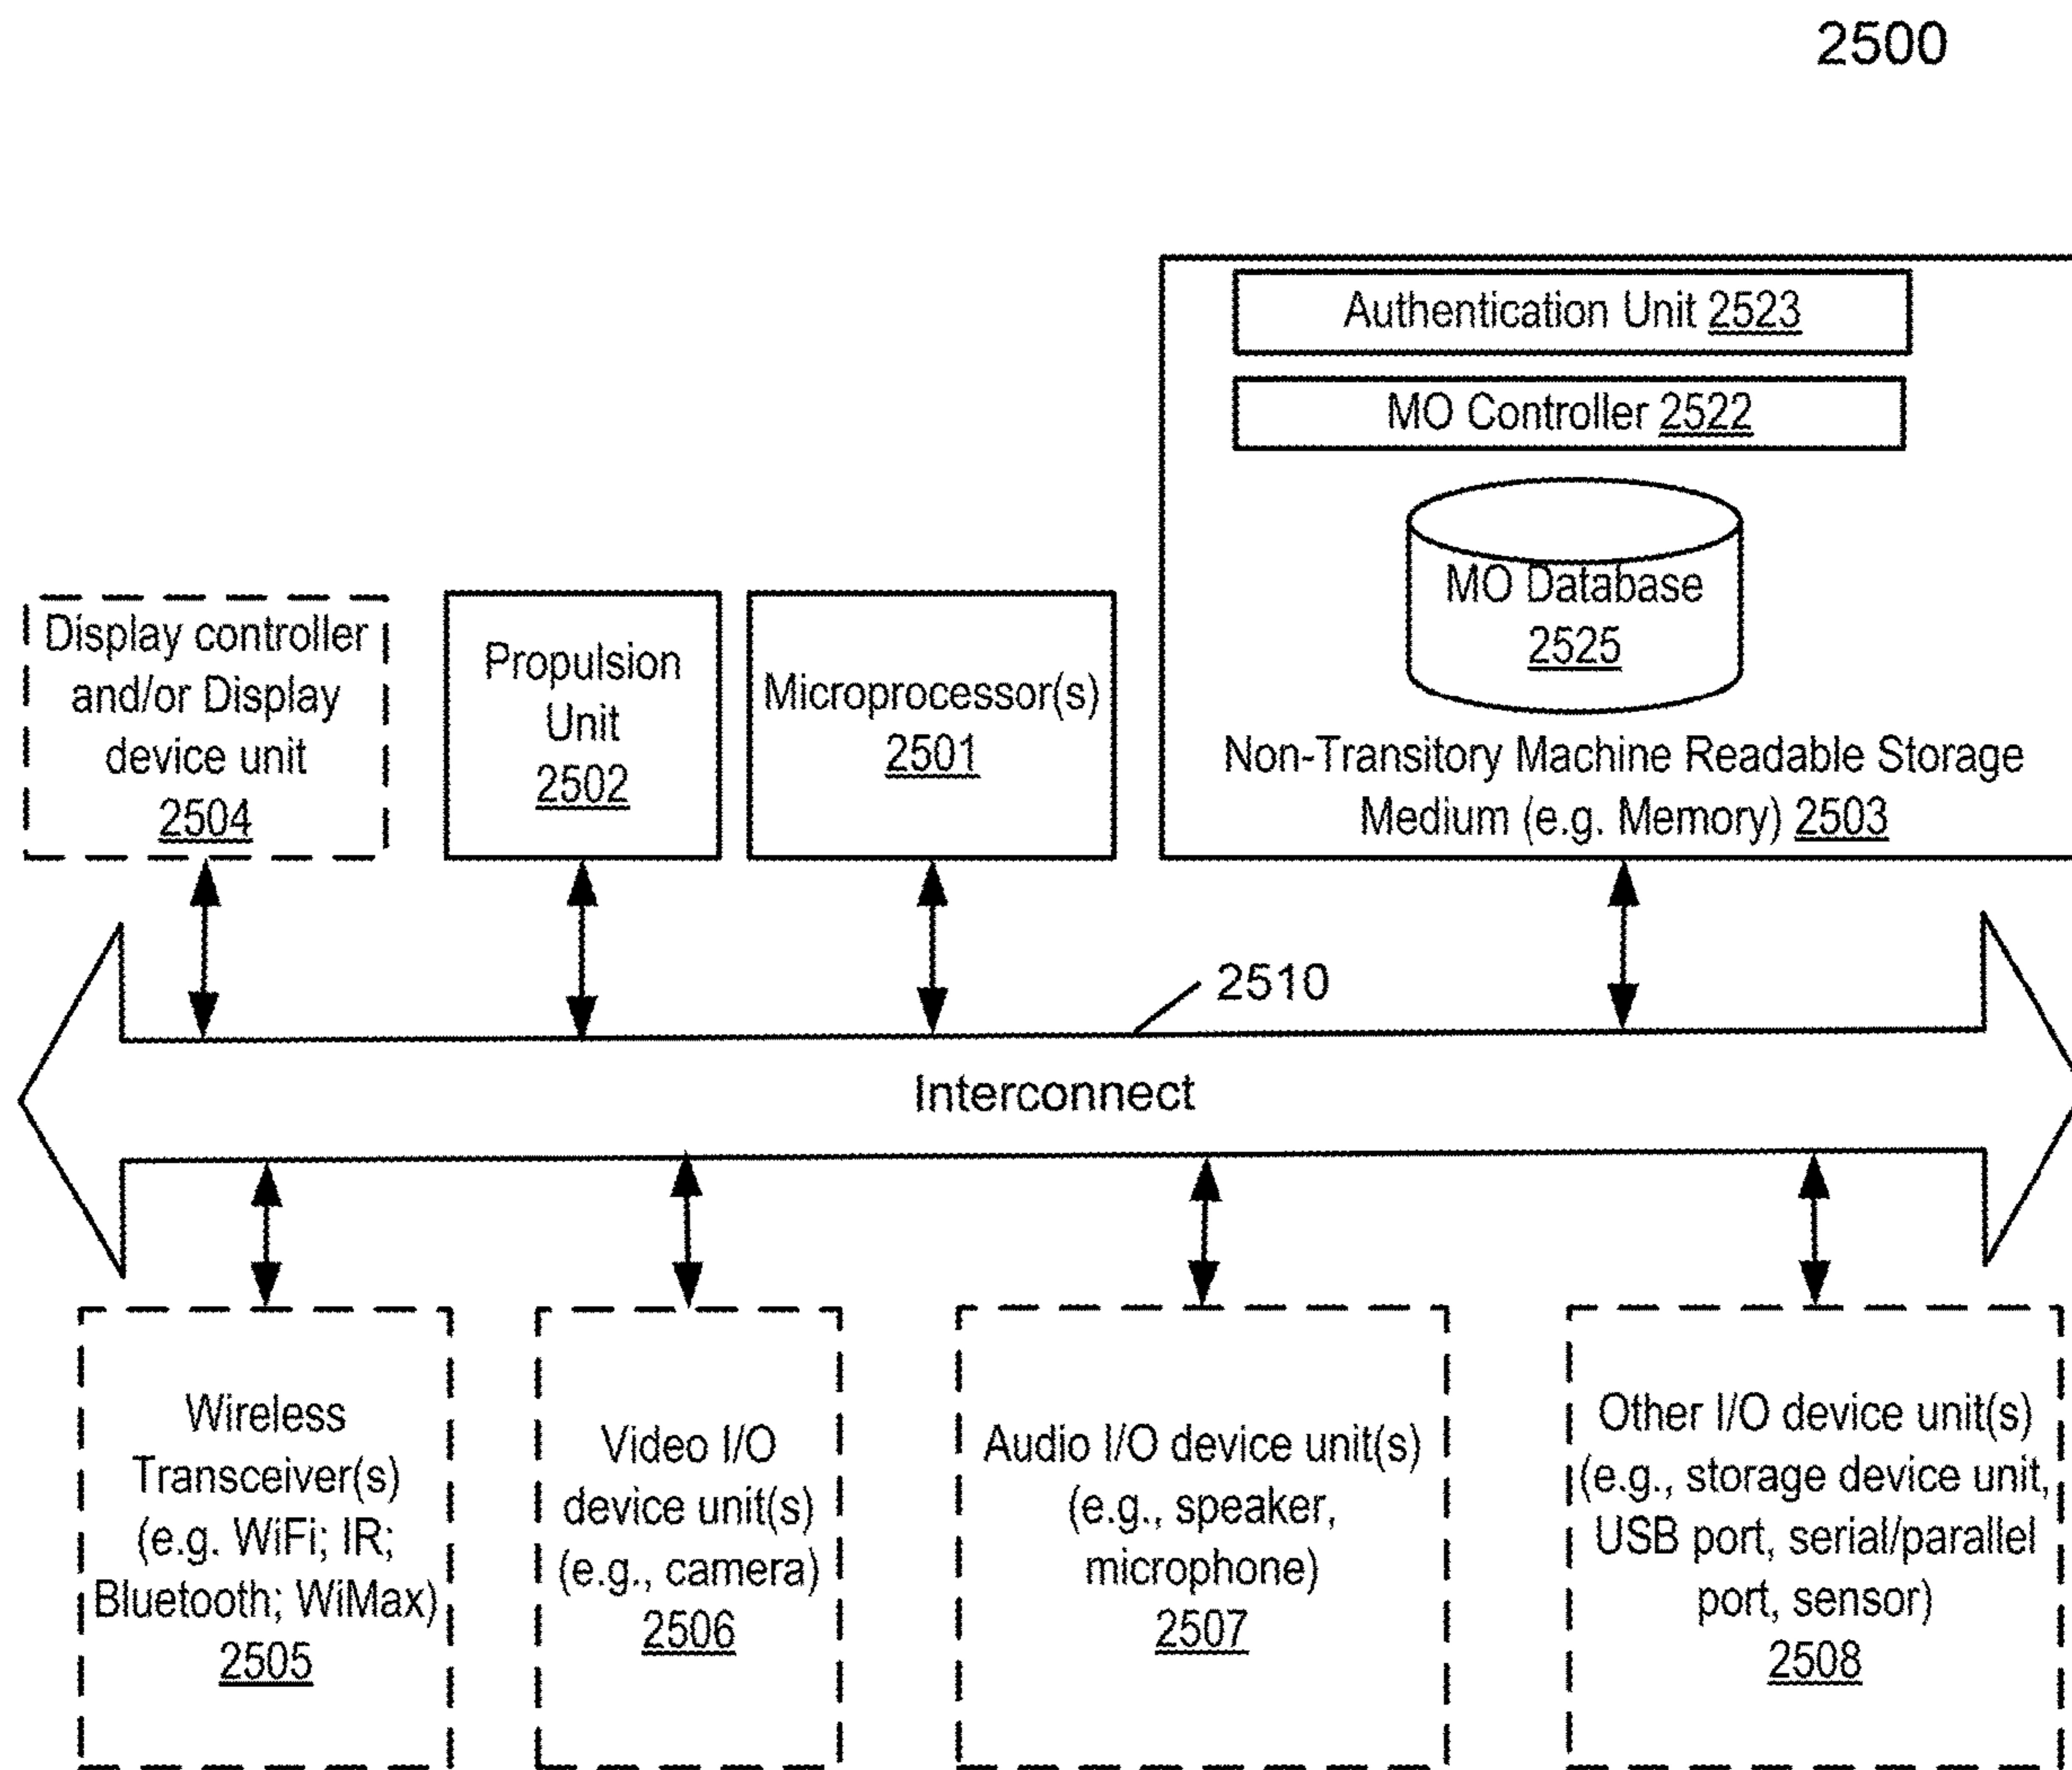 2500
Authentication Unit 2523
MO Controller 2522
MO Database
2525
Non-Transitory Machine Readable Storage
Medium (e.g. Memory) 2503
Display controller
and/or Display
device unit
2504
Propulsion
Unit
2502
Microprocessor(s)
2501
2510
Interconnect
Wireless
Transceiver(s)
(e.g. WiFi; IR;
Bluetooth; WiMax)
2505
Video I/O
device unit(s)
(e.g., camera)
2506
Audio I/O device unit(s)
(e.g., speaker,
microphone)
2507
Other I/O device unit(s)
(e.g., storage device unit,
USB port, serial/parallel
port, sensor)
2508